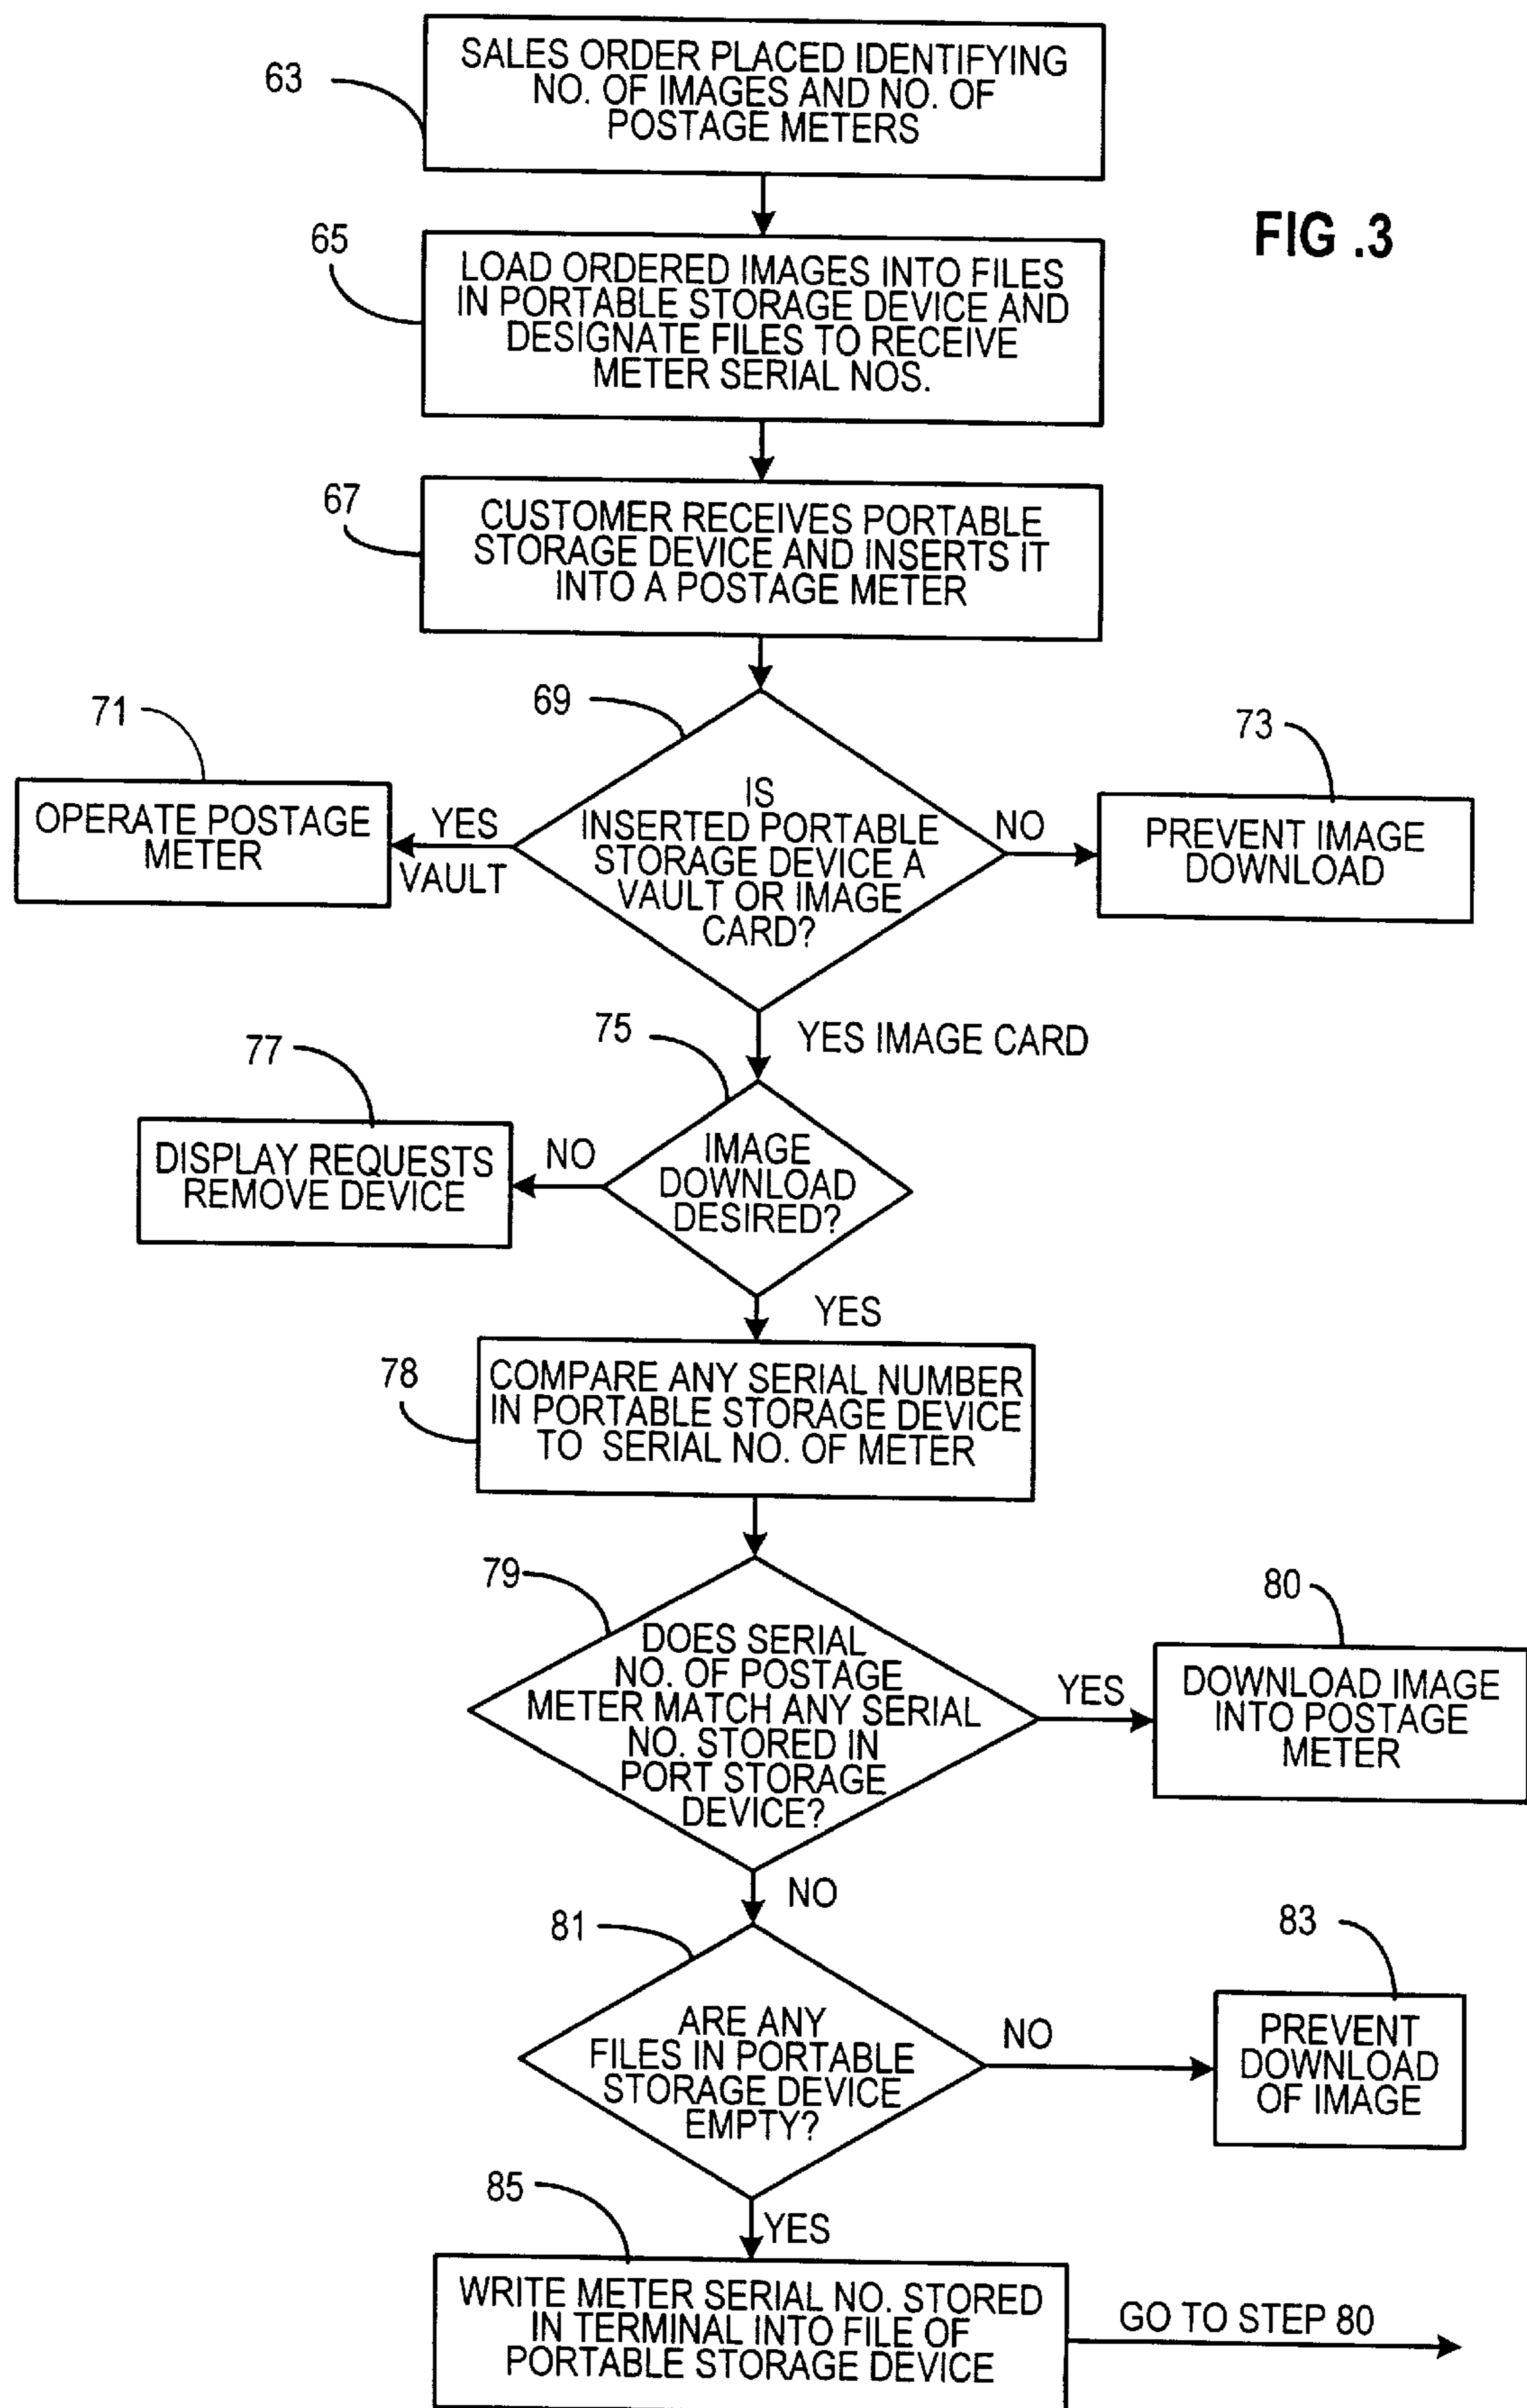 63
SALES ORDER PLACED IDENTIFYING
NO. OF IMAGES AND NO. OF
POSTAGE METERS
FIG .3
65
LOAD ORDERED IMAGES INTO FILES
IN PORTABLE STORAGE DEVICE AND
DESIGNATE FILES TO RECEIVE
METER SERIAL NOS.
67
CUSTOMER RECEIVES PORTABLE
STORAGE DEVICE AND INSERTS IT
INTO A POSTAGE METER
69
IS
INSERTED PORTABLE
STORAGE DEVICE A
VAULT OR IMAGE
CARD?
71
OPERATE POSTAGE
METER
YES
VAULT
NO
73
PREVENT IMAGE
DOWNLOAD
YES IMAGE CARD
75
IMAGE
DOWNLOAD
DESIRED?
77
DISPLAY REQUESTS
REMOVE DEVICE
NO
YES
78
COMPARE ANY SERIAL NUMBER
IN PORTABLE STORAGE DEVICE
TO SERIAL NO. OF METER
79
DOES SERIAL
NO. OF POSTAGE
METER MATCH ANY SERIAL
NO. STORED IN
PORT STORAGE
DEVICE?
YES
80
DOWNLOAD IMAGE
INTO POSTAGE
METER
NO
81
ARE ANY
FILES IN PORTABLE
STORAGE DEVICE
EMPTY?
NO
83
PREVENT
DOWNLOAD
OF IMAGE
YES
85
WRITE METER SERIAL NO. STORED
IN TERMINAL INTO FILE OF
PORTABLE STORAGE DEVICE
GO TO STEP 80